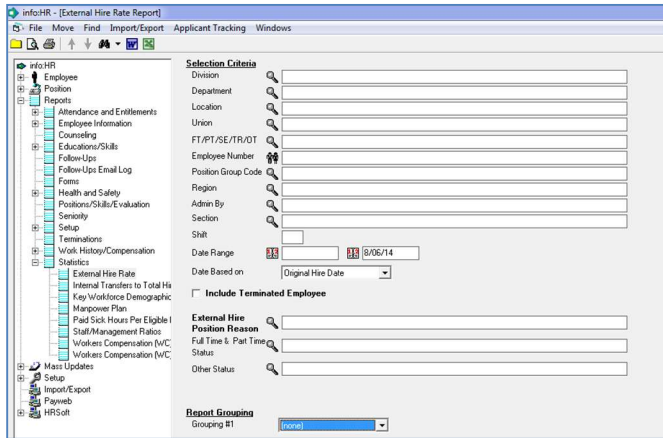 info:HR - [External Hire Rate Report]
File Move Find Import/Export Applicant Tracking Windows
info:HR
Employee
Position
Reports
Attendance and Entitlements
Employee Information
Counseling
Educations/Skills
Follow-Ups
Follow-Ups Email Log
Forms
Health and Safety
Positions/Skills/Evaluation
Seniority
Setup
Terminations
Work History/Compensation
Statistics
External Hire Rate
Internal Transfers to Total Hi
Key Workforce Demographic
Manpower Plan
Paid Sick Hours Per Eligible
Staff/Management Ratios
Workers Compensation (WC)
Workers Compensation (WC)
Mass Updates
Setup
Import/Export
Payweb
HRSoft
Selection Criteria
Division
Department
Location
Union
FT/PT/SE/TR/OT
Employee Number
Position Group Code
Region
Admin By
Section
Shift
Date Range 8/06/14
Date Based on Original Hire Date
Include Terminated Employee
External Hire
Position Reason
Full Time & Part Time
Status
Other Status
Report Grouping
Grouping #1 (none)